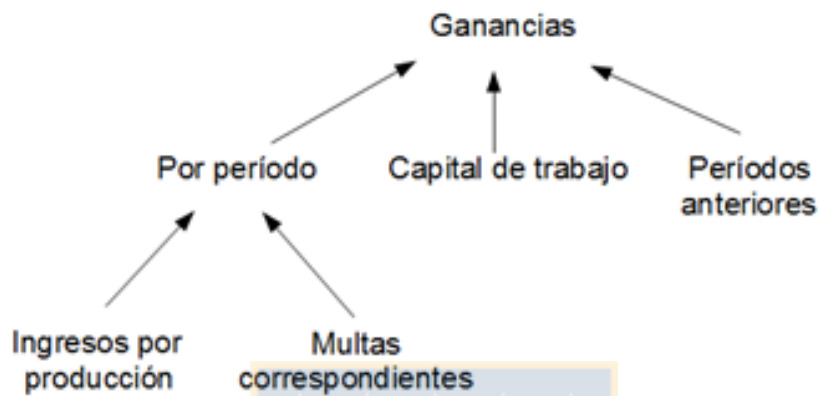 Ganancias
Por período
Capital de trabajo
Períodos
anteriores
Ingresos por
producción
Multas
correspondientes